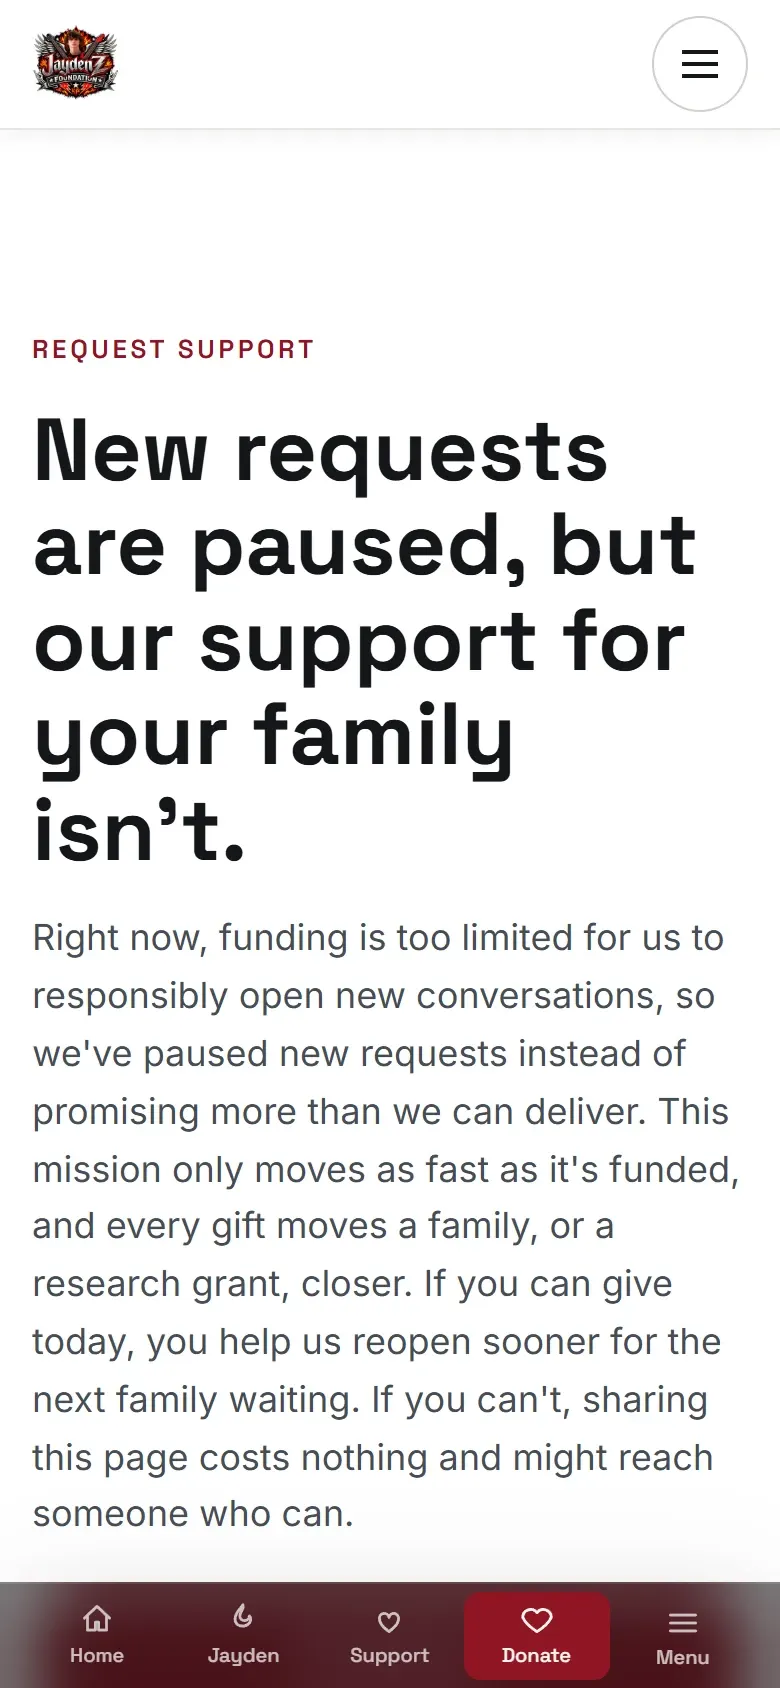 JaydenZ
FOUNDATION
REQUEST SUPPORT
New requests
are paused, but
our support for
your family
isn’t.
Right now, funding is too limited for us to
responsibly open new conversations, so
we've paused new requests instead of
promising more than we can deliver. This
mission only moves as fast as it's funded,
and every gift moves a family, or a
research grant, closer. If you can give
today, you help us reopen sooner for the
next family waiting. If you can't, sharing
this page costs nothing and might reach
someone who can.
Home
Jayden
Support
Donate
Menu